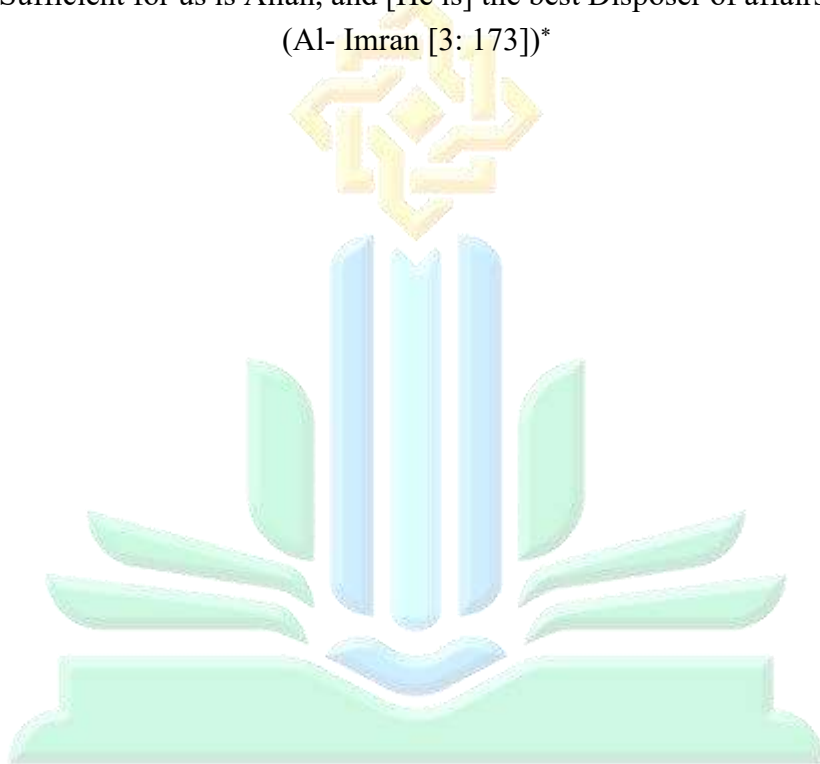 Sufficient for us is Allah, and [He is] the best Disposer of affairs
(Al- Imran [3: 173])*